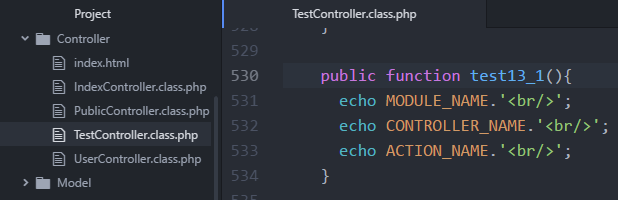 Project
Controller
index.html
IndexController.class.php
PublicController.class.php
TestController.class.php
UserController.class.php
Model
TestController.class.php
528 }
529
530 public function test13_1(){
531 echo MODULE_NAME.'<br/>';
532 echo CONTROLLER_NAME.'<br/>';
533 echo ACTION_NAME.'<br/>';
534 }
535